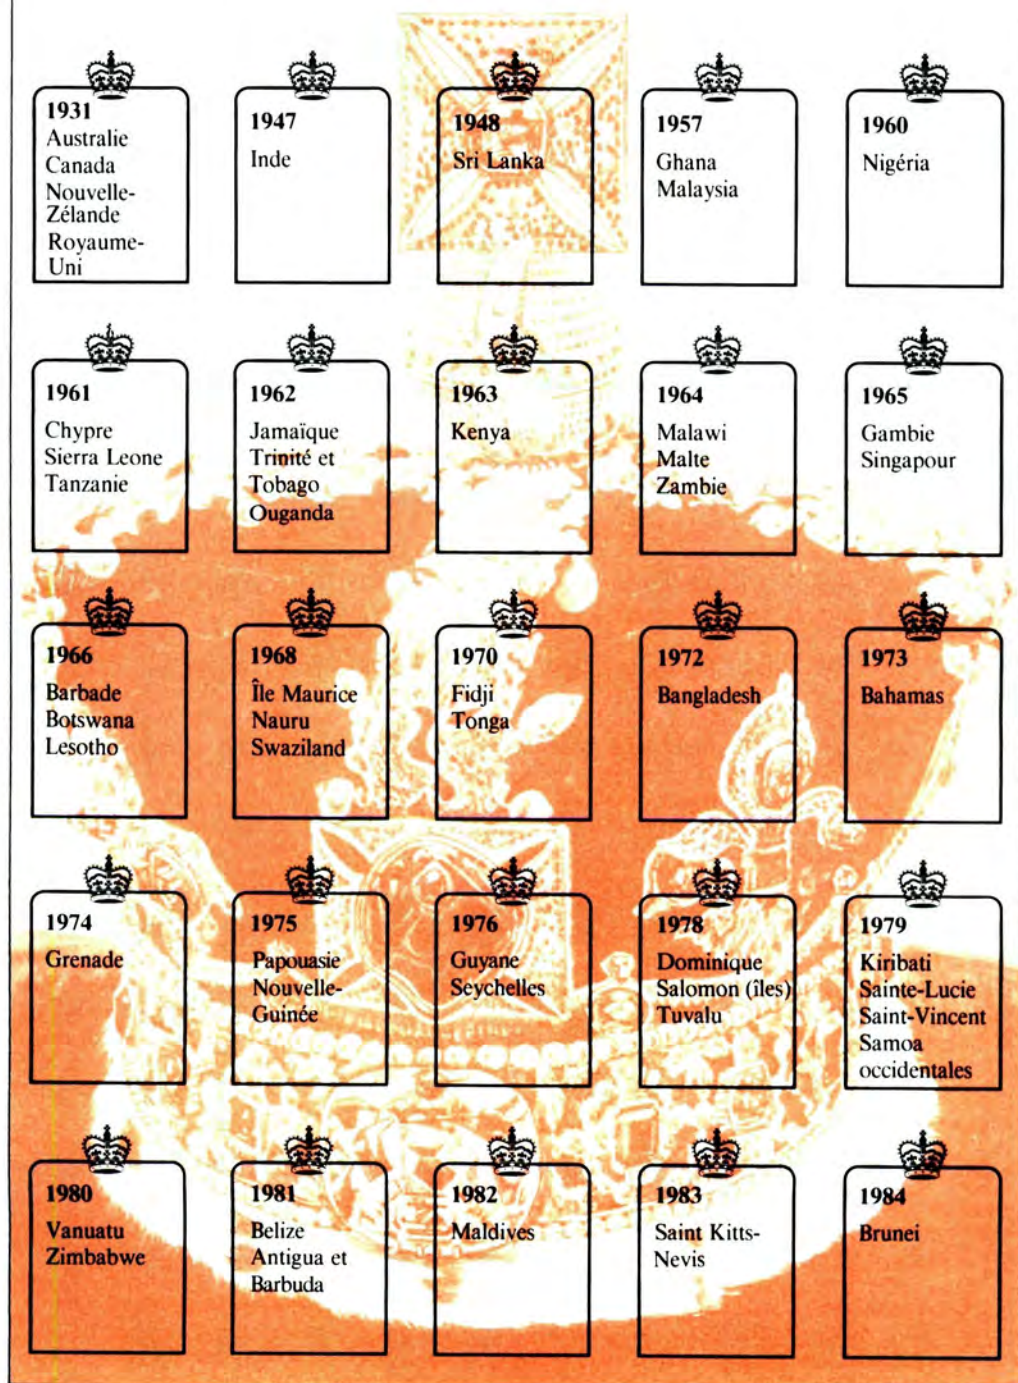 1931
Australie
Canada
Nouvelle-
Zélande
Royaume-
Uni
1947
Inde
1948
Sri Lanka
1957
Ghana
Malaysia
1960
Nigéria
1961
Chypre
Sierra Leone
Tanzanie
1962
Jamaïque
Trinité et
Tobago
Ouganda
1963
Kenya
1964
Malawi
Malte
Zambie
1965
Gambie
Singapour
1966
Barbade
Botswana
Lesotho
1968
Île Maurice
Nauru
Swaziland
1970
Fidji
Tonga
1972
Bangladesh
1973
Bahamas
1974
Grenade
1975
Papouasie
Nouvelle-
Guinée
1976
Guyane
Seychelles
1978
Dominique
Salomon (îles)
Tuvalu
1979
Kiribati
Sainte-Lucie
Saint-Vincent
Samoa
occidentales
1980
Vanuatu
Zimbabwe
1981
Belize
Antigua et
Barbuda
1982
Maldives
1983
Saint Kitts-
Nevis
1984
Brunei